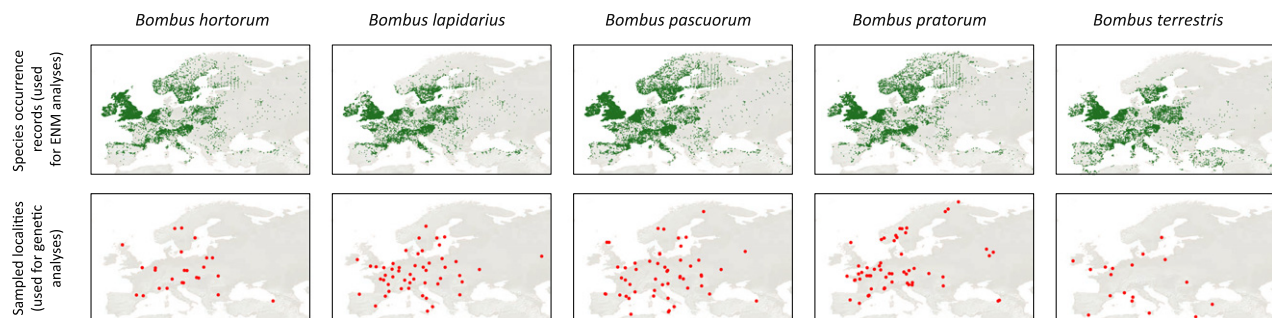 Bombus hortorum
Bombus lapidarius
Bombus pascuorum
Bombus pratorum
Bombus terrestris
Species occurrence
records (used
for ENM analyses)
Sampled localities
(used for genetic
analyses)